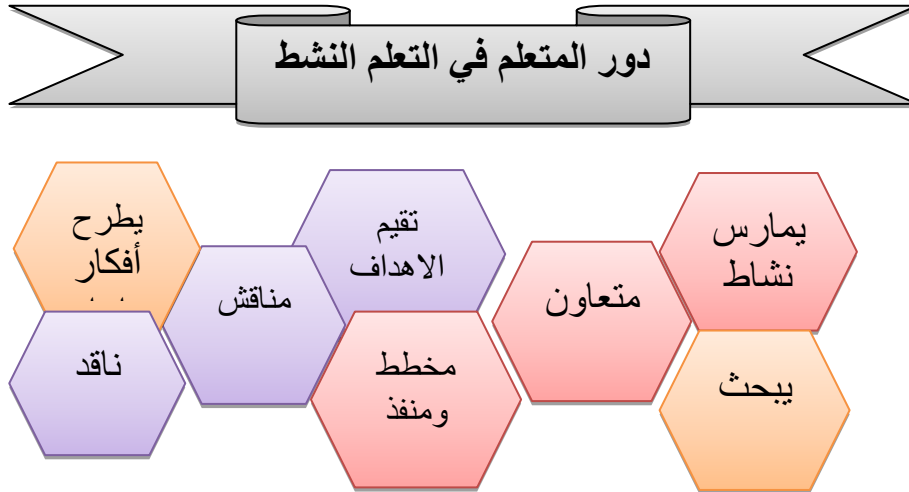 دور المتعلم في التعلم النشط
يمارس
نشاط
يبحث
متعاون
تقيم
الاهداف
مخطط
ومنفذ
مناقش
يطرح
أفكار
ناقد